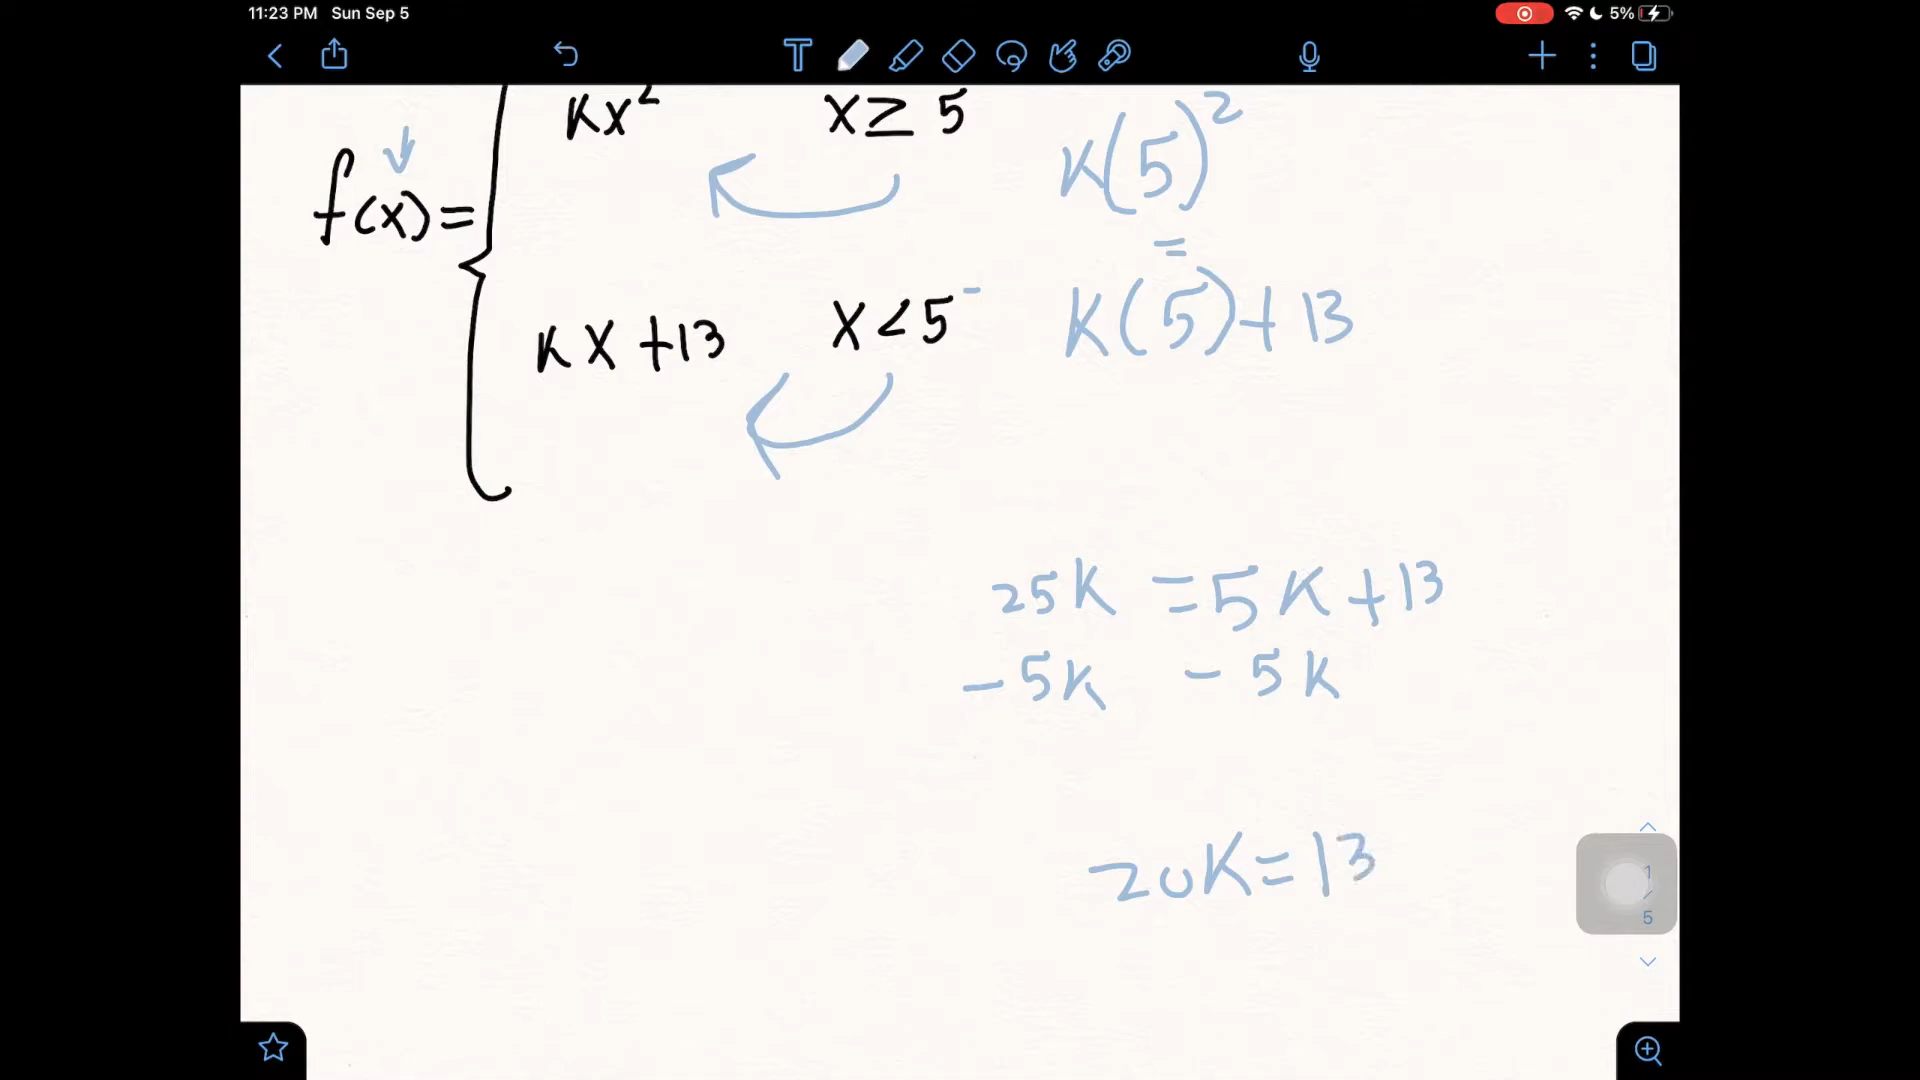 11:23 PM Sun Sep 5
5%
T
kx² x≥5
k(5)²
f(x)=
=
kx+13 x<5⁻
k(5)+13
25k =5k+13
-5k -5k
20k=13
1
/
5